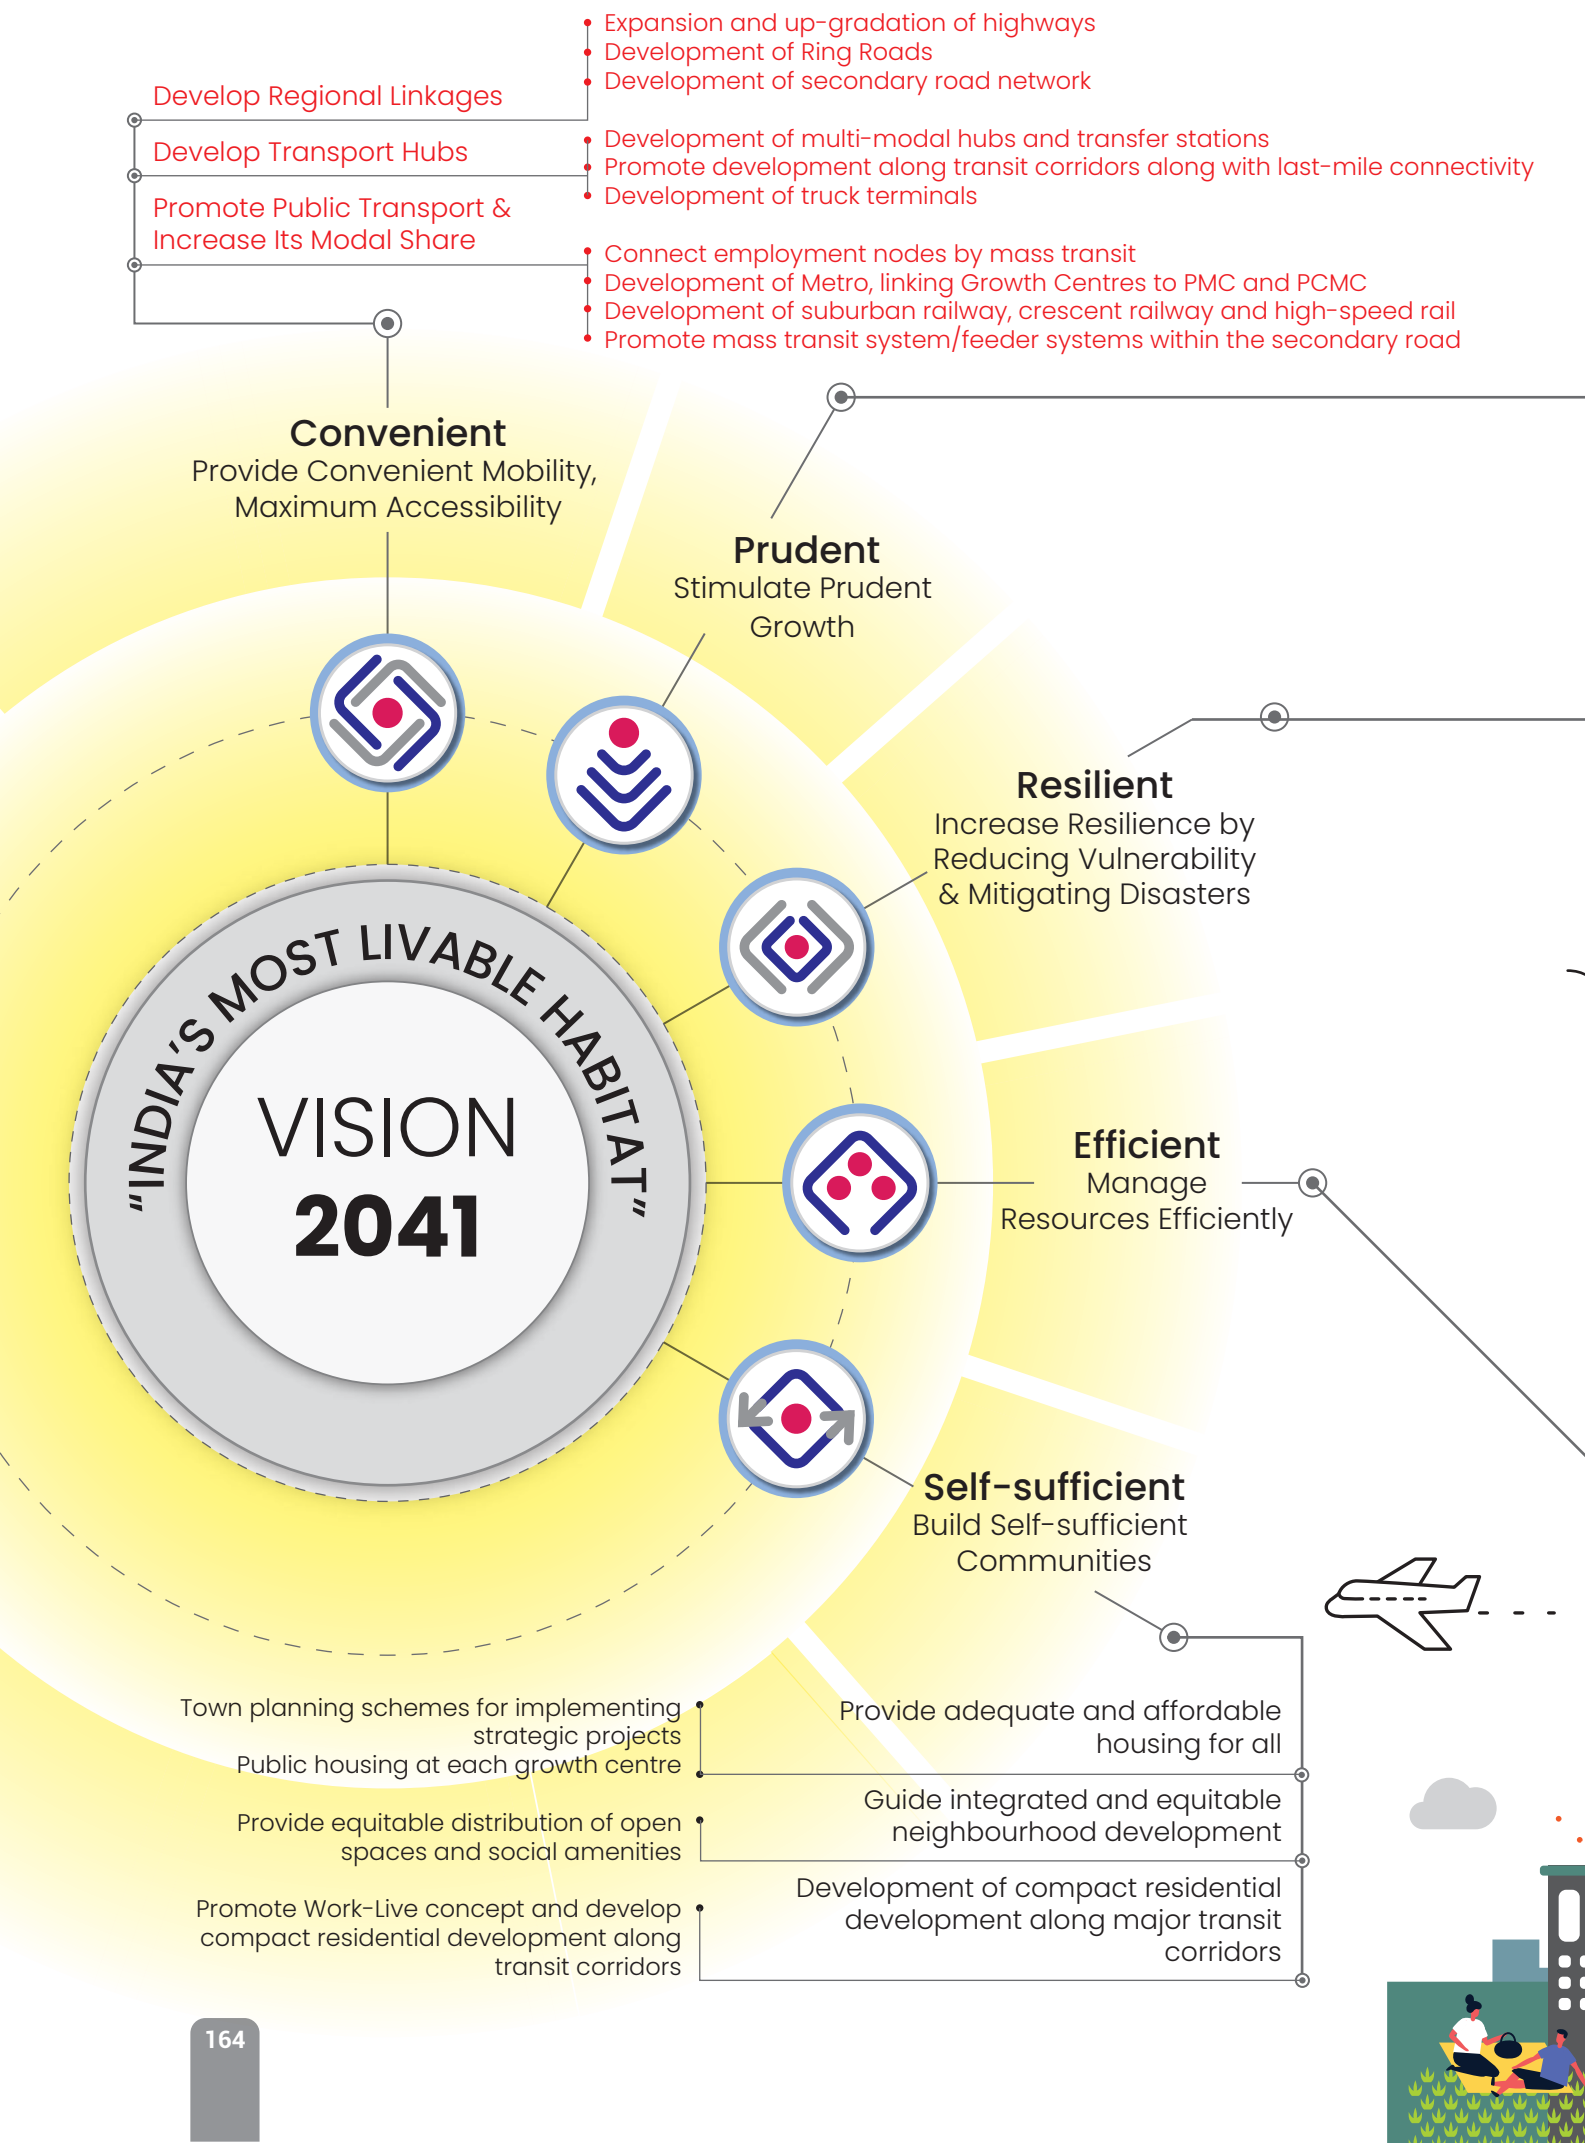 Expansion and up-gradation of highways
Development of Ring Roads
Development of secondary road network
Develop Regional Linkages
Develop Transport Hubs
Development of multi-modal hubs and transfer stations
Promote development along transit corridors along with last-mile connectivity
Development of truck terminals
Promote Public Transport &
Increase Its Modal Share
Connect employment nodes by mass transit
Development of Metro, linking Growth Centres to PMC and PCMC
Development of suburban railway, crescent railway and high-speed rail
Promote mass transit system/feeder systems within the secondary road
Convenient
Provide Convenient Mobility,
Maximum Accessibility
Prudent
Stimulate Prudent
Growth
Resilient
Increase Resilience by
Reducing Vulnerability
& Mitigating Disasters
"INDIA'S MOST LIVABLE HABITAT"
VISION
2041
Efficient
Manage
Resources Efficiently
Self-sufficient
Build Self-sufficient
Communities
Town planning schemes for implementing
strategic projects
Public housing at each growth centre
Provide adequate and affordable
housing for all
Provide equitable distribution of open
spaces and social amenities
Guide integrated and equitable
neighbourhood development
Promote Work-Live concept and develop
compact residential development along
transit corridors
Development of compact residential
development along major transit
corridors
164